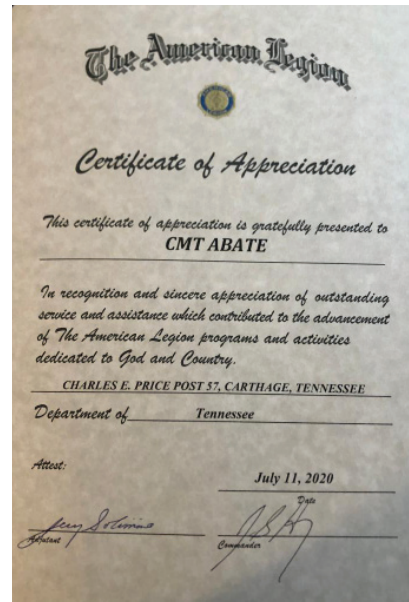 The American Legion
Certificate of Appreciation
This certificate of appreciation is gratefully presented to
CMT ABATE
In recognition and sincere appreciation of outstanding
service and assistance which contributed to the advancement
of The American Legion programs and activities
dedicated to God and Country.
CHARLES E. PRICE POST 57, CARTHAGE, TENNESSEE
Department of Tennessee
Attest:
July 11, 2020
Date
Adjutant
Commander